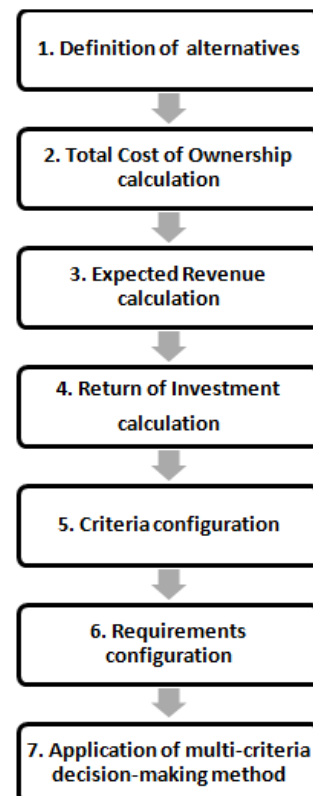 1. Definition of alternatives
2. Total Cost of Ownership
calculation
3. Expected Revenue
calculation
4. Return of Investment
calculation
5. Criteria configuration
6. Requirements
configuration
7. Application of multi-criteria
decision-making method